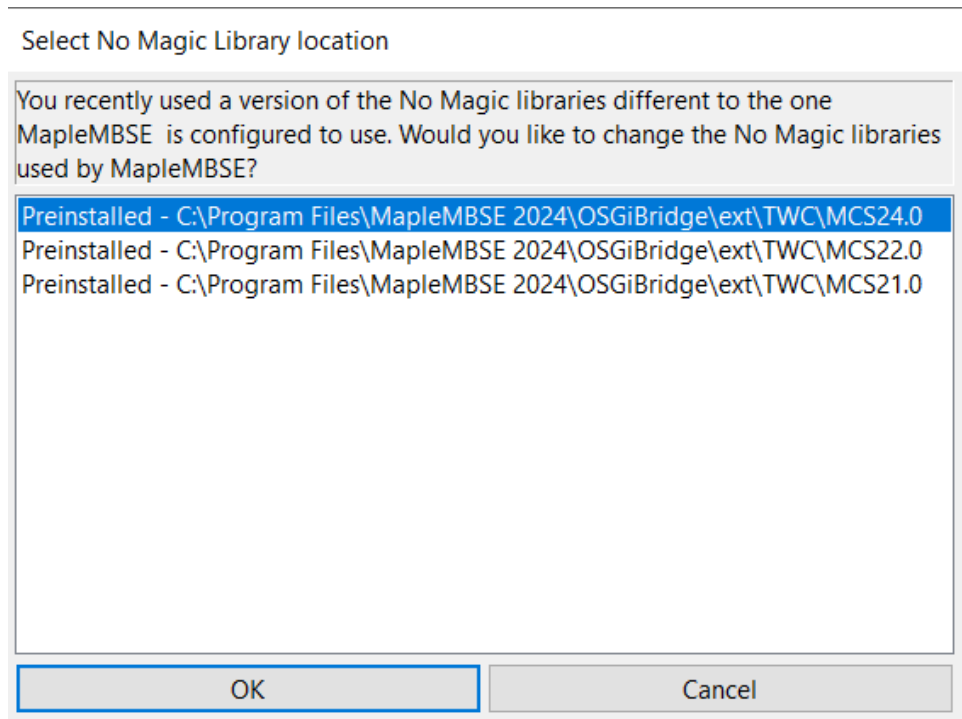 Select No Magic Library location
You recently used a version of the No Magic libraries different to the one
MapleMBSE  is configured to use. Would you like to change the No Magic libraries
used by MapleMBSE?
Preinstalled - C:\Program Files\MapleMBSE 2024\OSGiBridge\ext\TWC\MCS24.0
Preinstalled - C:\Program Files\MapleMBSE 2024\OSGiBridge\ext\TWC\MCS22.0
Preinstalled - C:\Program Files\MapleMBSE 2024\OSGiBridge\ext\TWC\MCS21.0
OK
Cancel